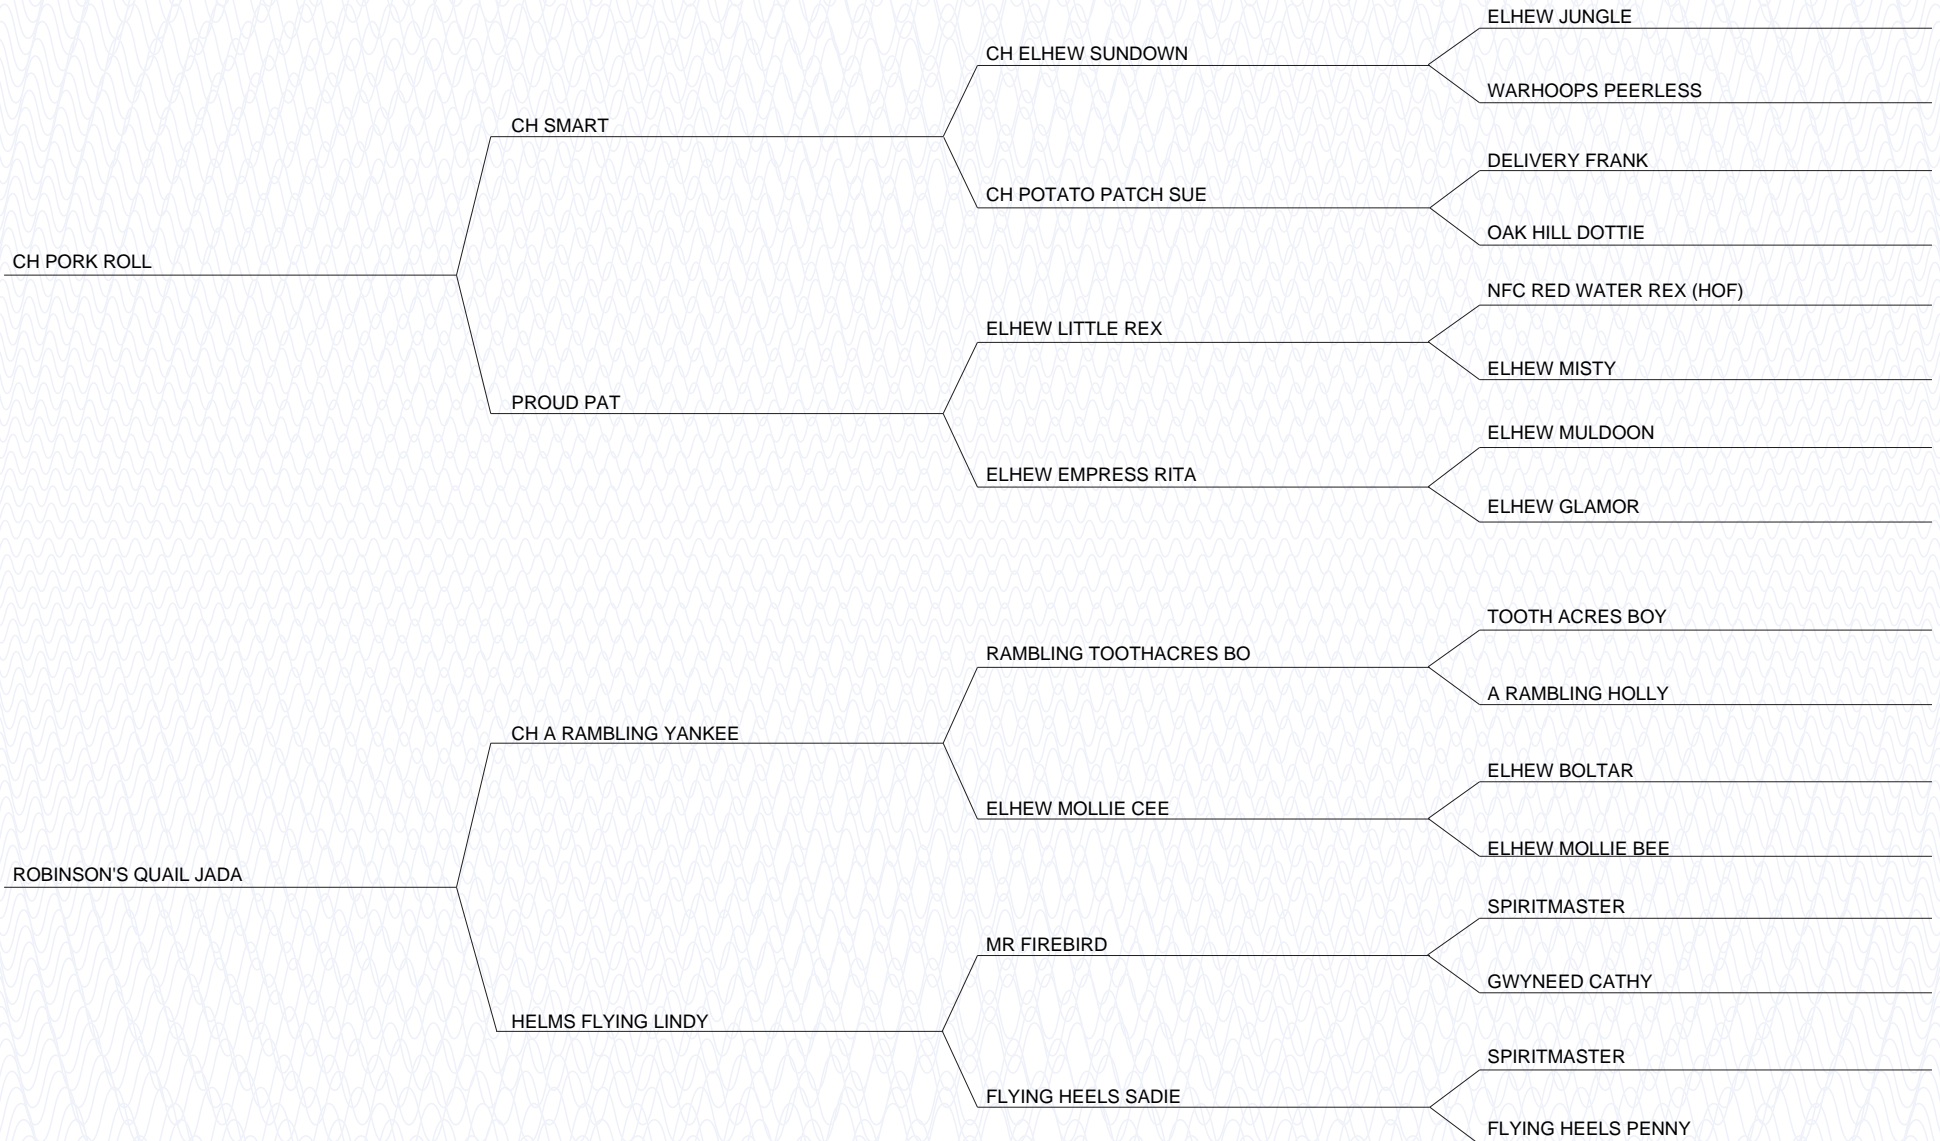 ELHEW JUNGLE
CH ELHEW SUNDOWN
WARHOOPS PEERLESS
CH SMART
DELIVERY FRANK
CH POTATO PATCH SUE
OAK HILL DOTTIE
CH PORK ROLL
NFC RED WATER REX (HOF)
ELHEW LITTLE REX
ELHEW MISTY
PROUD PAT
ELHEW MULDOON
ELHEW EMPRESS RITA
ELHEW GLAMOR
TOOTH ACRES BOY
RAMBLING TOOTHACRES BO
A RAMBLING HOLLY
CH A RAMBLING YANKEE
ELHEW BOLTAR
ELHEW MOLLIE CEE
ELHEW MOLLIE BEE
ROBINSON'S QUAIL JADA
SPIRITMASTER
MR FIREBIRD
GWYNEED CATHY
HELMS FLYING LINDY
SPIRITMASTER
FLYING HEELS SADIE
FLYING HEELS PENNY